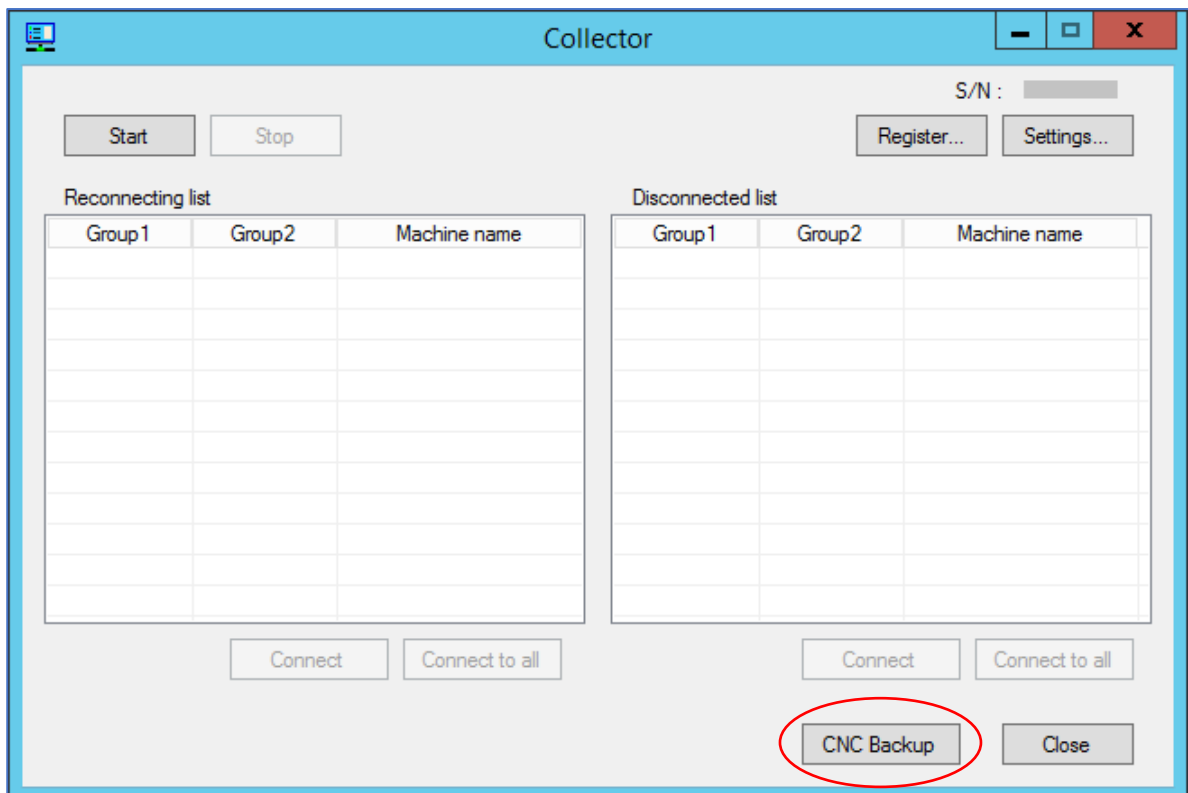 Collector
S/N :
Start Stop Register... Settings...
Reconnecting list Disconnected list
Group1 Group2 Machine name Group1 Group2 Machine name
Connect Connect to all Connect Connect to all
CNC Backup Close